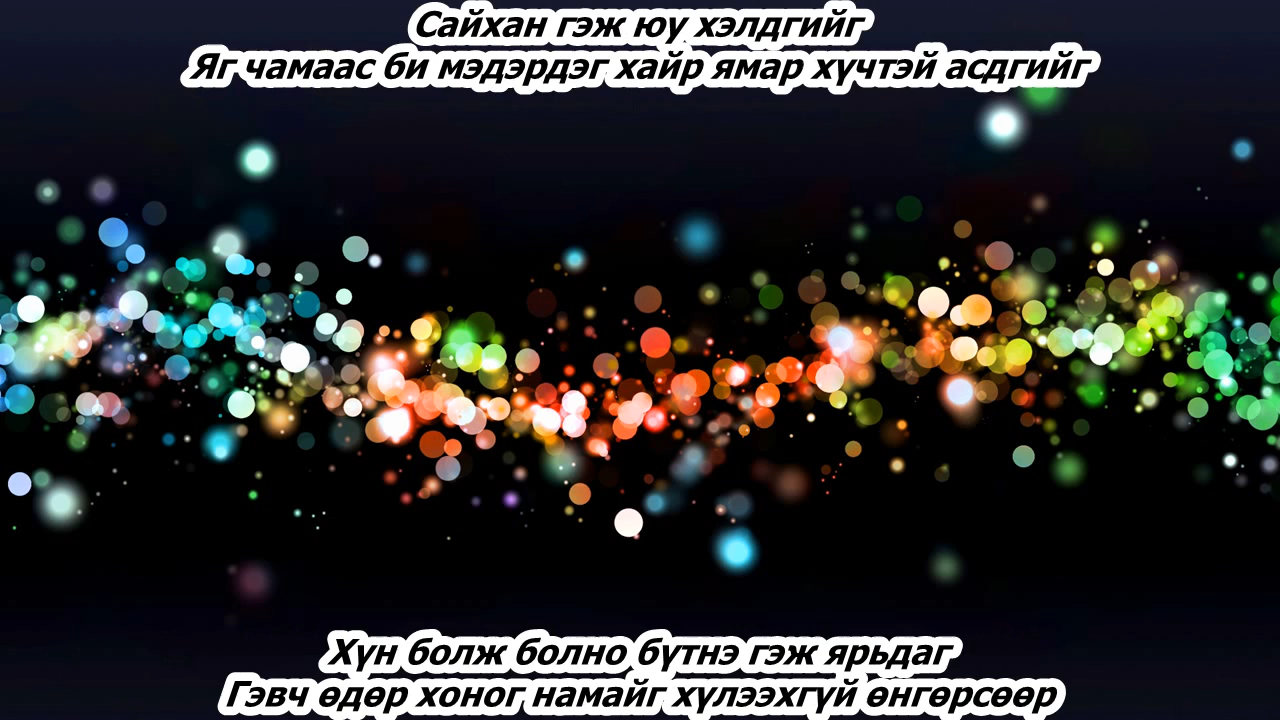 Сайхан гэж юу хэлдгийг
Яг чамаас би мэдэрдэг хайр ямар хүчтэй асдгийг
Хүн болж болно бүтнэ гэж ярьдаг
Гэвч өдөр хоног намайг хүлээхгүй өнгөрсөөр